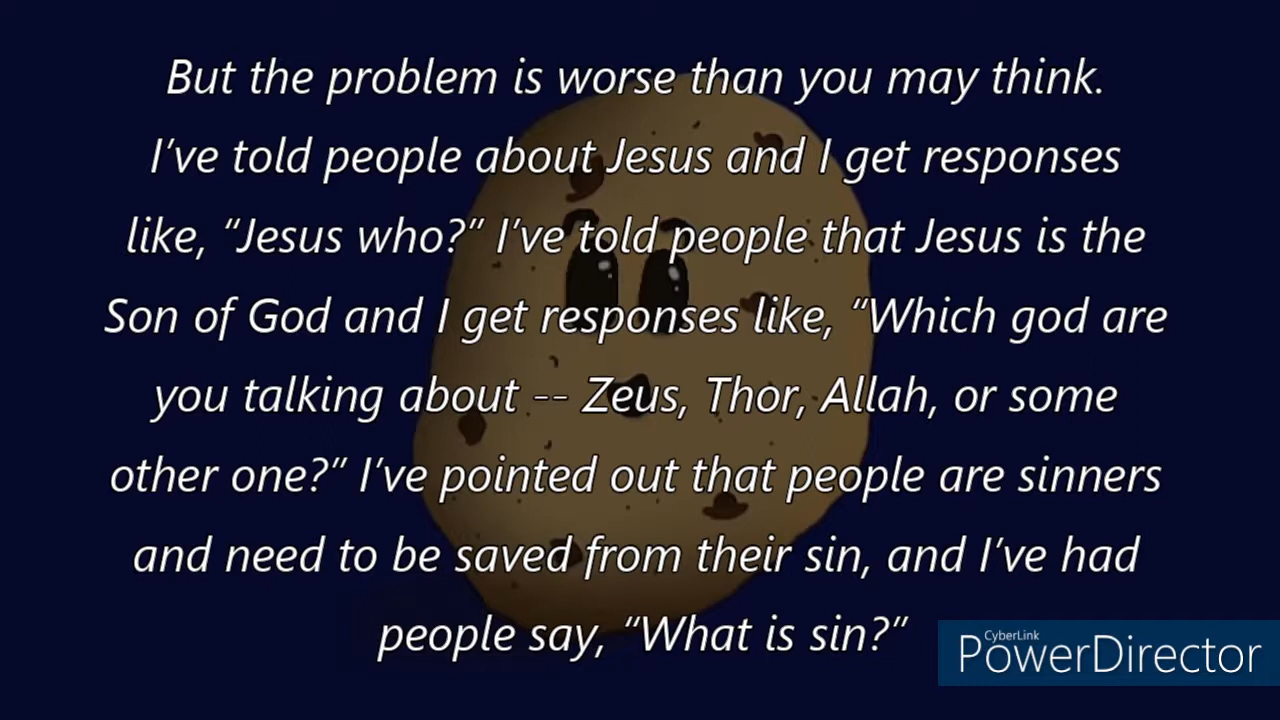 But the problem is worse than you may think.
I’ve told people about Jesus and I get responses
like, “Jesus who?” I’ve told people that Jesus is the
Son of God and I get responses like, “Which god are
you talking about -- Zeus, Thor, Allah, or some
other one?” I’ve pointed out that people are sinners
and need to be saved from their sin, and I’ve had
people say, “What is sin?”
CyberLink
PowerDirector